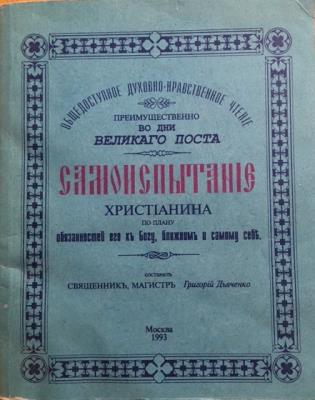 ОБЩЕДОСТУПНОЕ ДУХОВНО-НРАВСТВЕННОЕ ЧТЕНІЕ
ПРЕИМУЩЕСТВЕННО
ВО ДНИ
ВЕЛИКАГО ПОСТА
САМОИСПЫТАНІЕ
ХРИСТІАНИНА
ПО ПЛАНУ
обязанностей его къ Богу, ближнимъ и самому себѣ.
составилъ
СВЯЩЕННИКЪ, МАГИСТРЪ Григорій Дьяченко
Москва
1993